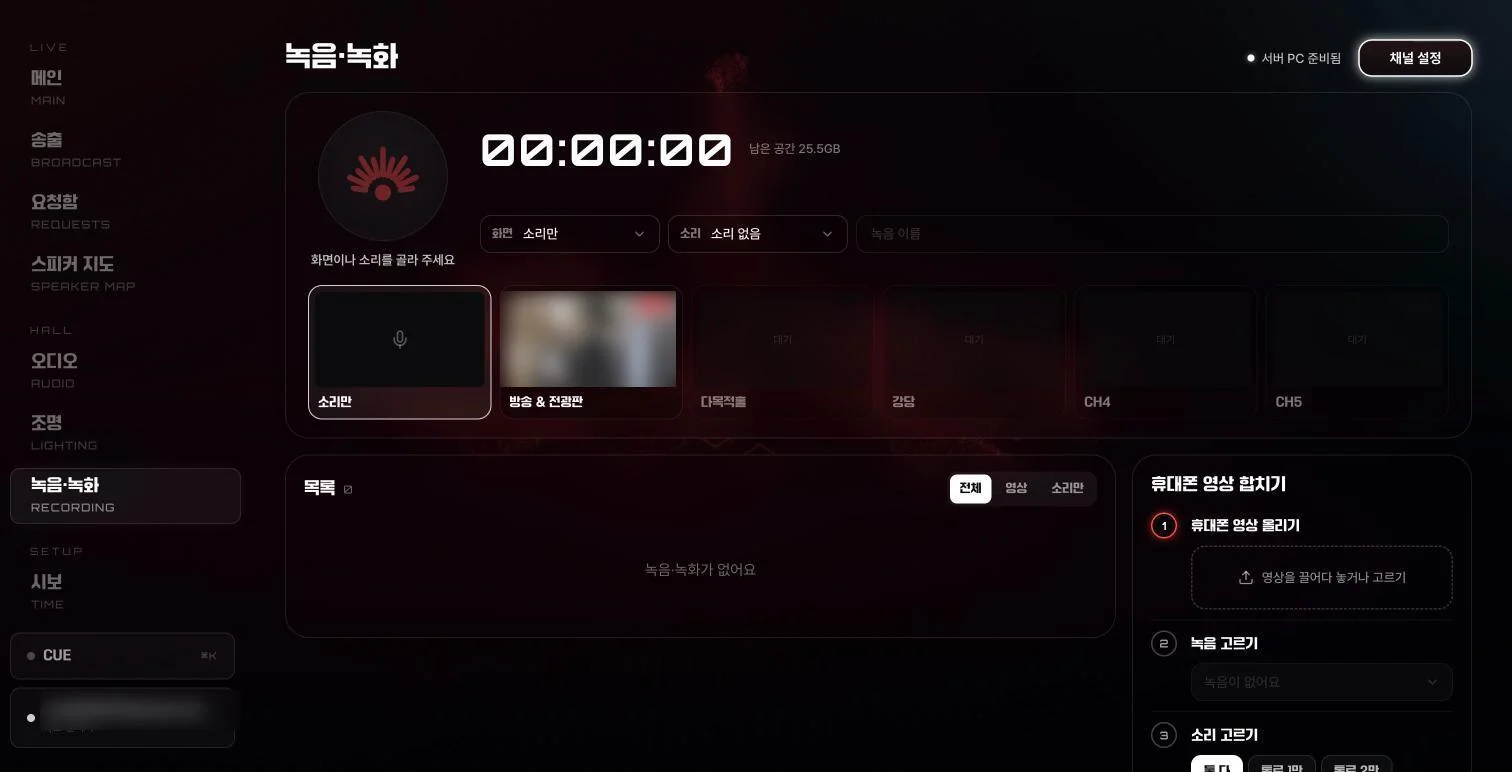 LIVE
메인
MAIN
송출
BROADCAST
요청함
REQUESTS
스피커 지도
SPEAKER MAP
HALL
오디오
AUDIO
조명
LIGHTING
녹음·녹화
RECORDING
SETUP
시보
TIME
CUE
⌘K
녹음·녹화
서버 PC 준비됨
채널 설정
00:00:00
남은 공간 25.5GB
화면 소리만
소리 소리 없음
녹음 이름
화면이나 소리를 골라 주세요
대기
대기
대기
대기
소리만
방송 & 전광판
다목적홀
강당
CH4
CH5
목록 0
전체
영상
소리만
녹음·녹화가 없어요
휴대폰 영상 합치기
1
휴대폰 영상 올리기
영상을 끌어다 놓거나 고르기
2
녹음 고르기
녹음이 없어요
3
소리 고르기